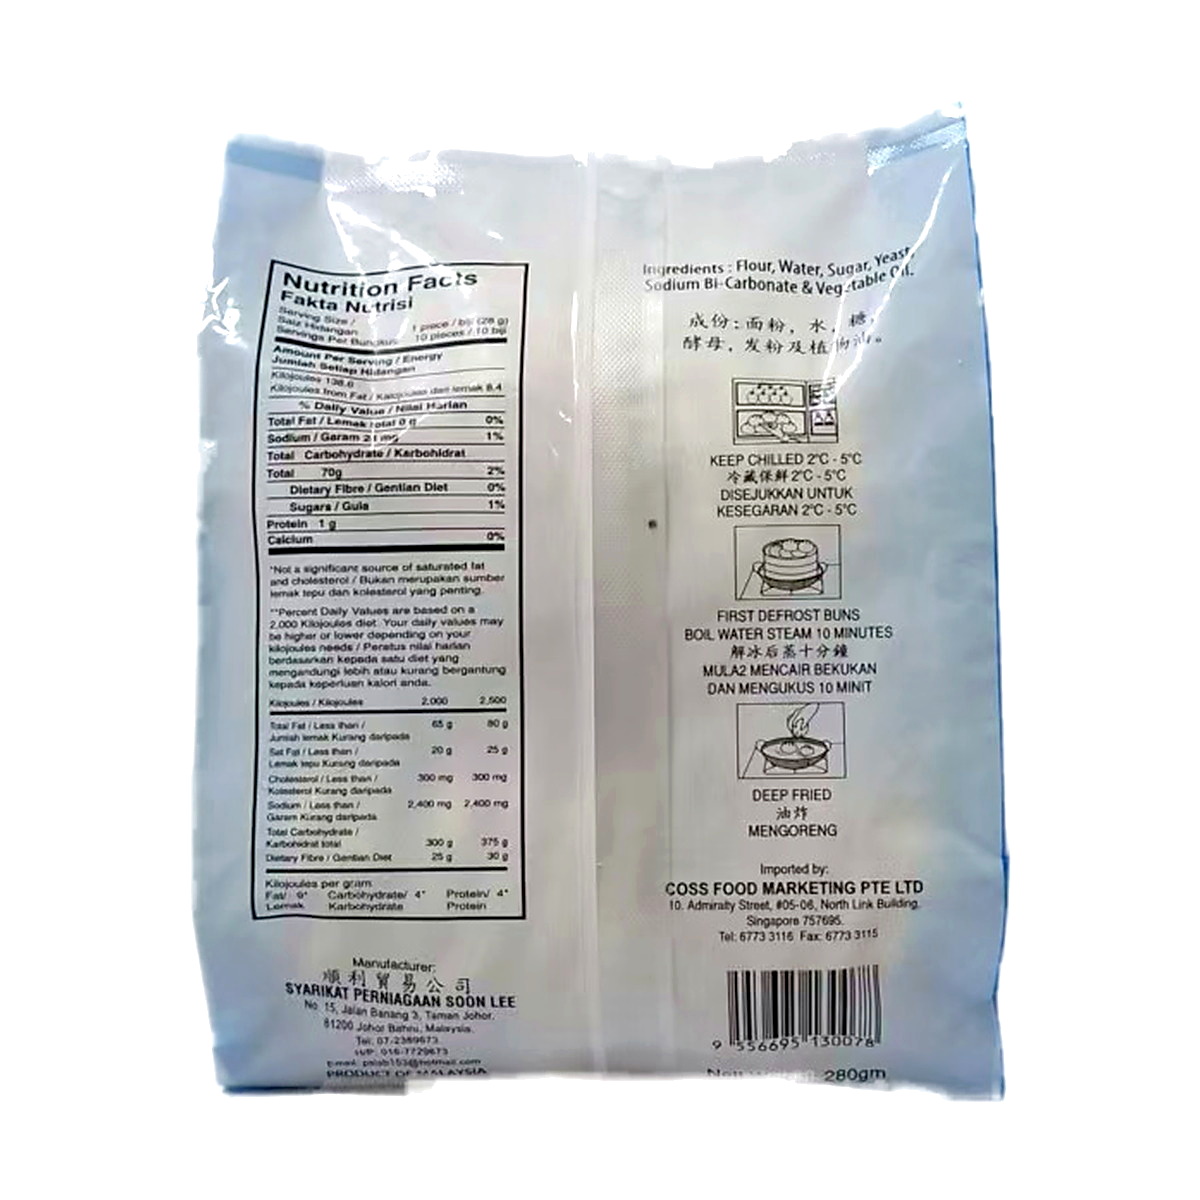 Nutrition Facts
Fakta Nutrisi
Serving Size /
Saiz Hidangan 1 piece / biji (28 g)
Servings Per Bungkus 10 pieces / 10 biji
Amount Per Serving / Energy
Jumlah Setiap Hidangan
Kilojoules 138.6
Kilojoules from Fat / Kilojoules dari lemak 8.4
% Daily Value / Nilai Harian
Total Fat / Lemak total 0 g 0%
Sodium / Garam 21 mg 1%
Total Carbohydrate / Karbohidrat
Total 70g 2%
Dietary Fibre / Gentian Diet 0%
Sugars / Gula 1%
Protein 1 g
Calcium 0%
*Not a significant source of saturated fat
and cholesterol / Bukan merupakan sumber
lemak tepu dan kolesterol yang penting.
**Percent Daily Values are based on a
2,000 Kilojoules diet. Your daily values may
be higher or lower depending on your
kilojoules needs / Peratus nilai harian
berdasarkan kepada satu diet yang
mengandungi lebih atau kurang bergantung
kepada keperluan kalori anda.
Kilojoules / Kilojoules 2,000 2,500
Total Fat / Less than / 65 g 80 g
Jumlah lemak Kurang daripada
Sat Fat / Less than / 20 g 25 g
Lemak tepu Kurang daripada
Cholesterol / Less than / 300 mg 300 mg
Kolesterol Kurang daripada
Sodium / Less than / 2,400 mg 2,400 mg
Garam Kurang daripada
Total Carbohydrate /
Karbohidrat total 300 g 375 g
Dietary Fibre / Gentian Diet 25 g 30 g
Kilojoules per gram
Fat/ 9* Carbohydrate/ 4* Protein/ 4*
Lemak Karbohydrate Protein
Manufacturer:
順利貿易公司
SYARIKAT PERNIAGAAN SOON LEE
No. 15, Jalan Banang 3, Taman Johor,
81200 Johor Bahru, Malaysia.
Tel: 07-2389673
H/P: 016-7729673
E-mail: @hotmail.com
PRODUCT OF MALAYSIA
Ingredients : Flour, Water, Sugar, Yeast,
Sodium Bi-Carbonate & Vegetable Oil.
成份：面粉，水，糖，
酵母，发粉及植物油。
KEEP CHILLED 2°C - 5°C
冷藏保鮮 2°C - 5°C
DISEJUKKAN UNTUK
KESEGARAN 2°C - 5°C
FIRST DEFROST BUNS
BOIL WATER STEAM 10 MINUTES
解冰后蒸十分鐘
MULA2 MENCAIR BEKUKAN
DAN MENGUKUS 10 MINIT
DEEP FRIED
油炸
MENGORENG
Imported by:
COSS FOOD MARKETING PTE LTD
10, Admiralty Street, #05-06, North Link Building,
Singapore 757695.
Tel: 6773 3116 Fax: 6773 3115
9 556695 130078
280gm